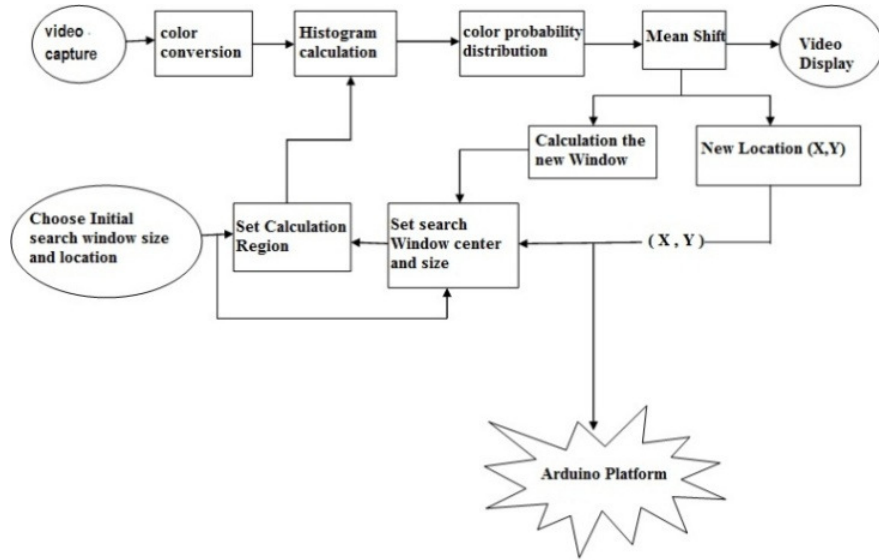 video
capture
color
conversion
Histogram
calculation
color probability
distribution
Mean Shift
Video
Display
Calculation the
new Window
New Location (X,Y)
Choose Initial
search window size
and location
Set Calculation
Region
Set search
Window center
and size
( X , Y )
Arduino Platform